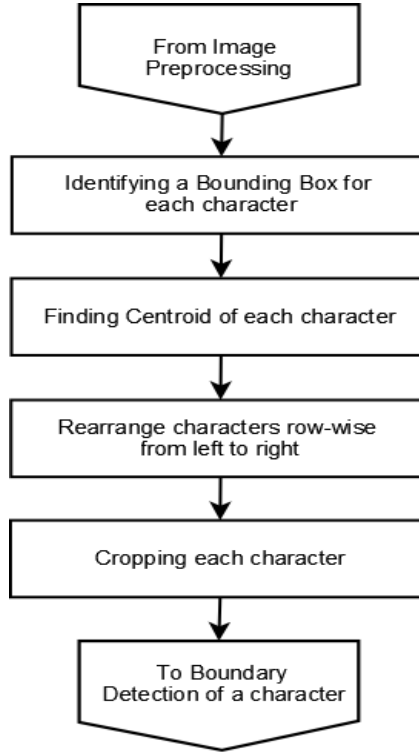 From Image
Preprocessing
Identifying a Bounding Box for
each character
Finding Centroid of each character
Rearrange characters row-wise
from left to right
Cropping each character
To Boundary
Detection of a character